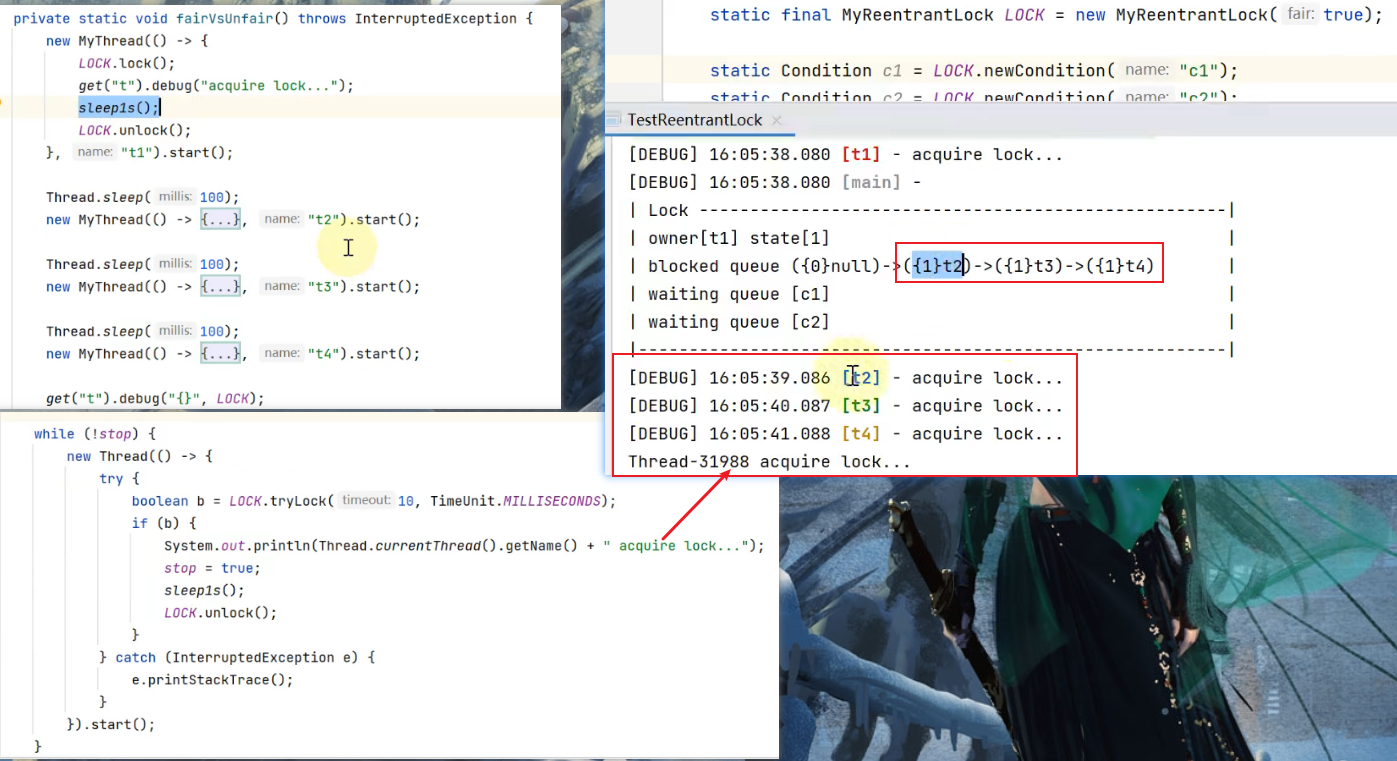 private static void fairVsUnfair() throws InterruptedException {
new MyThread(() -> {
LOCK.lock();
get("t").debug("acquire lock...");
sleep1s();
LOCK.unlock();
}, name: "t1").start();
Thread.sleep( millis: 100);
new MyThread(() -> {...}, name: "t2").start();
Thread.sleep( millis: 100);
new MyThread(() -> {...}, name: "t3").start();
Thread.sleep( millis: 100);
new MyThread(() -> {...}, name: "t4").start();
get("t").debug("{}", LOCK);
while (!stop) {
new Thread(() -> {
try {
boolean b = LOCK.tryLock( timeout: 10, TimeUnit.MILLISECONDS);
if (b) {
System.out.println(Thread.currentThread().getName() + " acquire lock...");
stop = true;
sleep1s();
LOCK.unlock();
}
} catch (InterruptedException e) {
e.printStackTrace();
}
}).start();
}
static final MyReentrantLock LOCK = new MyReentrantLock( fair: true);
static Condition c1 = LOCK.newCondition( name: "c1");
static Condition c2 = LOCK.newCondition( name: "c2");
TestReentrantLock
[DEBUG] 16:05:38.080 [t1] - acquire lock...
[DEBUG] 16:05:38.080 [main] -
| Lock ----------------------------------------------------|
| owner[t1] state[1] |
| blocked queue ({0}null)->({1}t2)->({1}t3)->({1}t4) |
| waiting queue [c1] |
| waiting queue [c2] |
|----------------------------------------------------------|
[DEBUG] 16:05:39.086 [t2] - acquire lock...
[DEBUG] 16:05:40.087 [t3] - acquire lock...
[DEBUG] 16:05:41.088 [t4] - acquire lock...
Thread-31988 acquire lock...